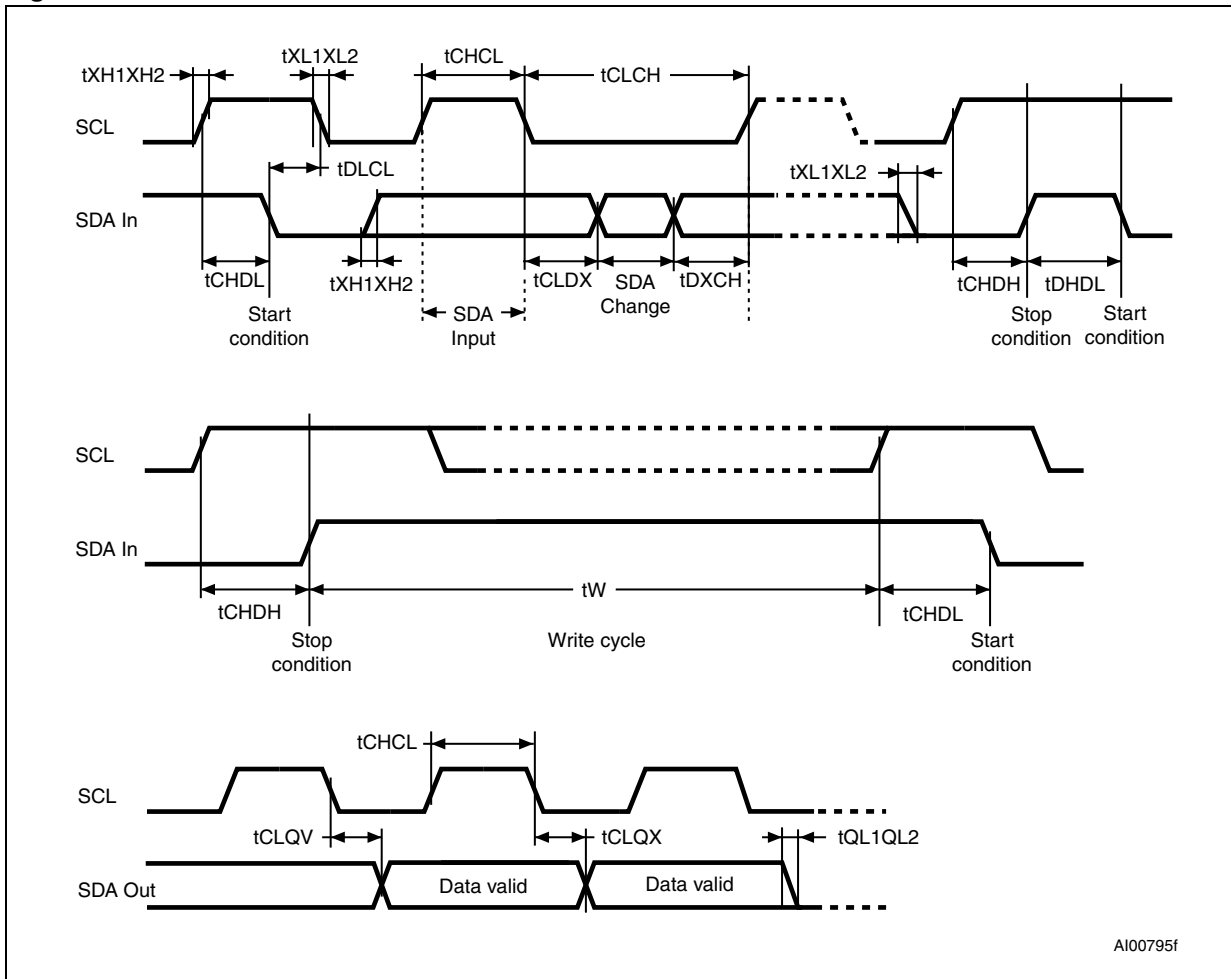 tXH1XH2
tXL1XL2
tCHCL
tCLCH
SCL
tDLCL
tXL1XL2
SDA In
tCHDL
tXH1XH2
tCLDX
SDA
Change
tDXCH
tCHDH
tDHDL
Start
condition
SDA
Input
Stop
condition
Start
condition
SCL
SDA In
tCHDH
tW
tCHDL
Stop
condition
Write cycle
Start
condition
tCHCL
SCL
tCLQV
tCLQX
tQL1QL2
SDA Out
Data valid
Data valid
AI00795f